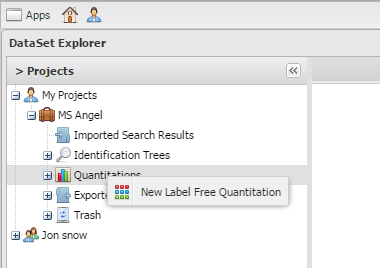 Apps
DataSet Explorer
> Projects
My Projects
MS Angel
Imported Search Results
Identification Trees
Quantitations
New Label Free Quantitation
Exporte
Trash
Jon snow